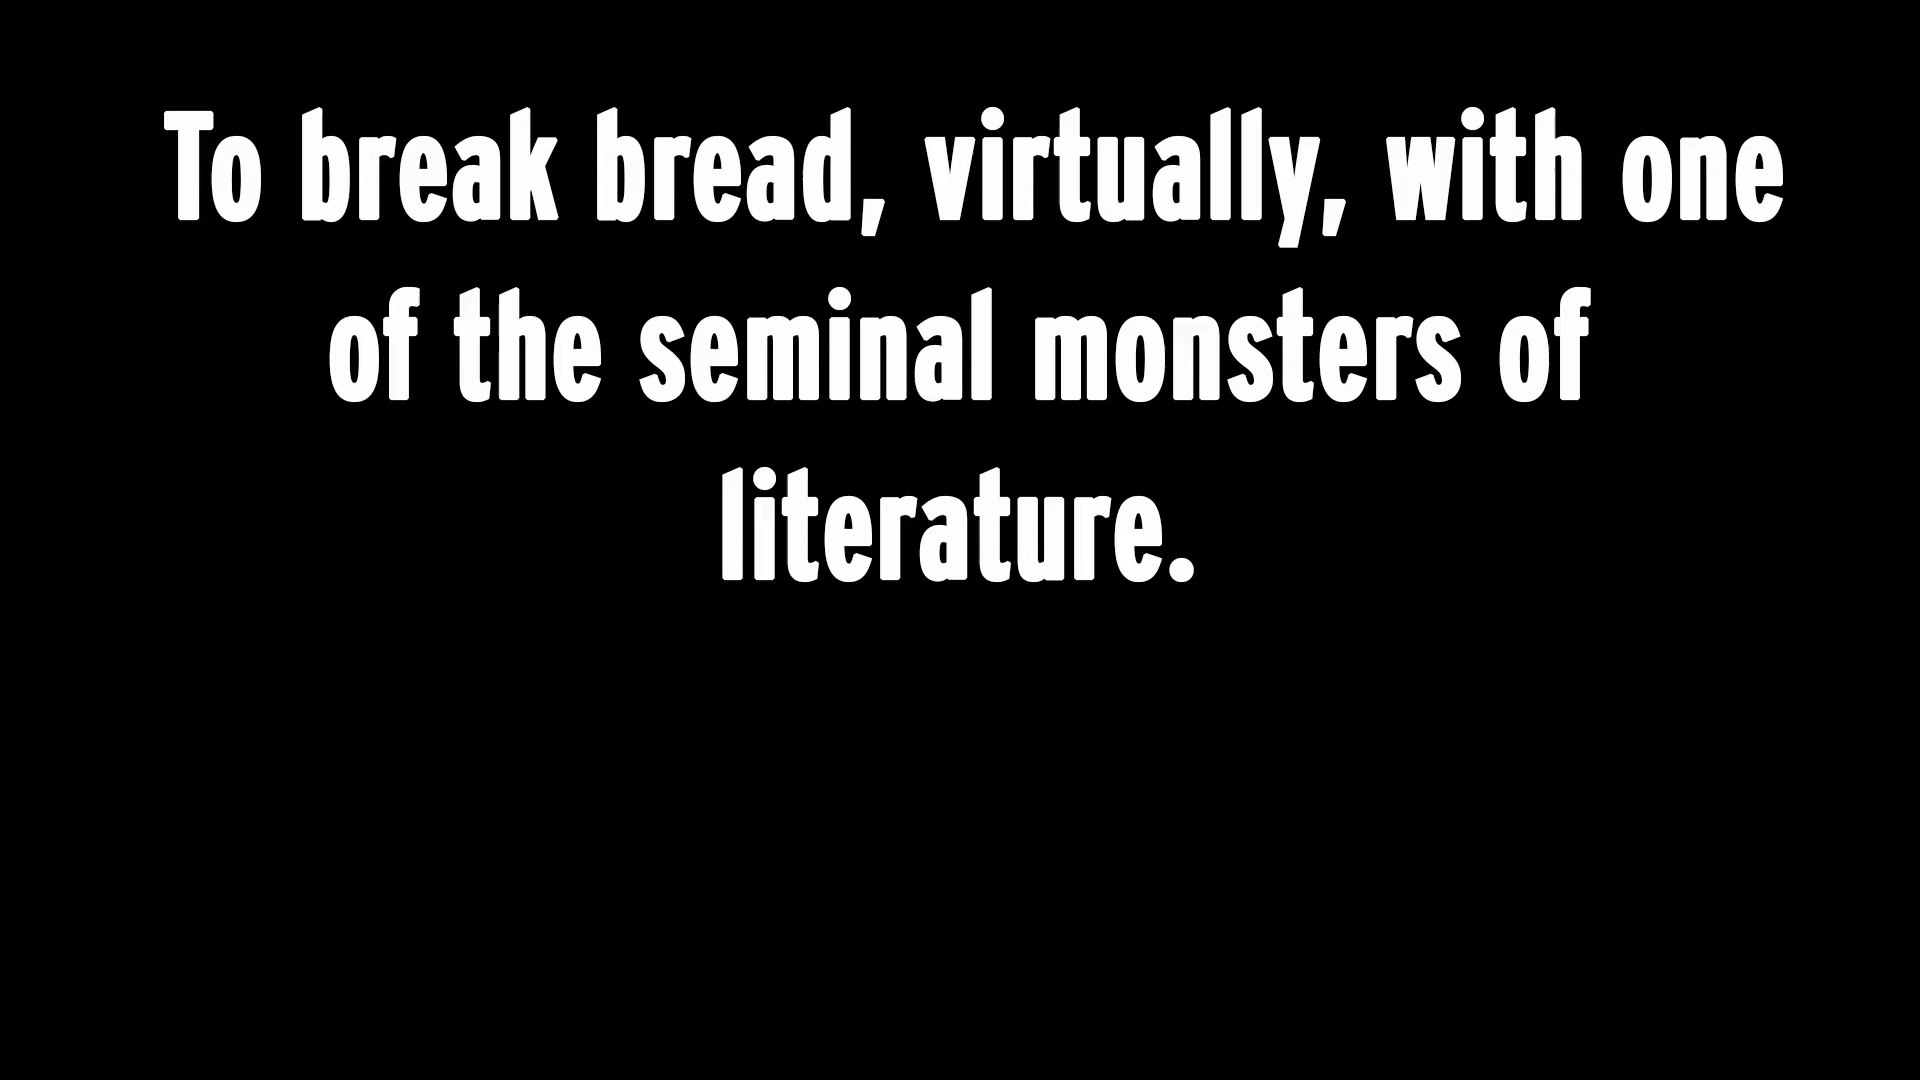 To break bread, virtually, with one
of the seminal monsters of
literature.